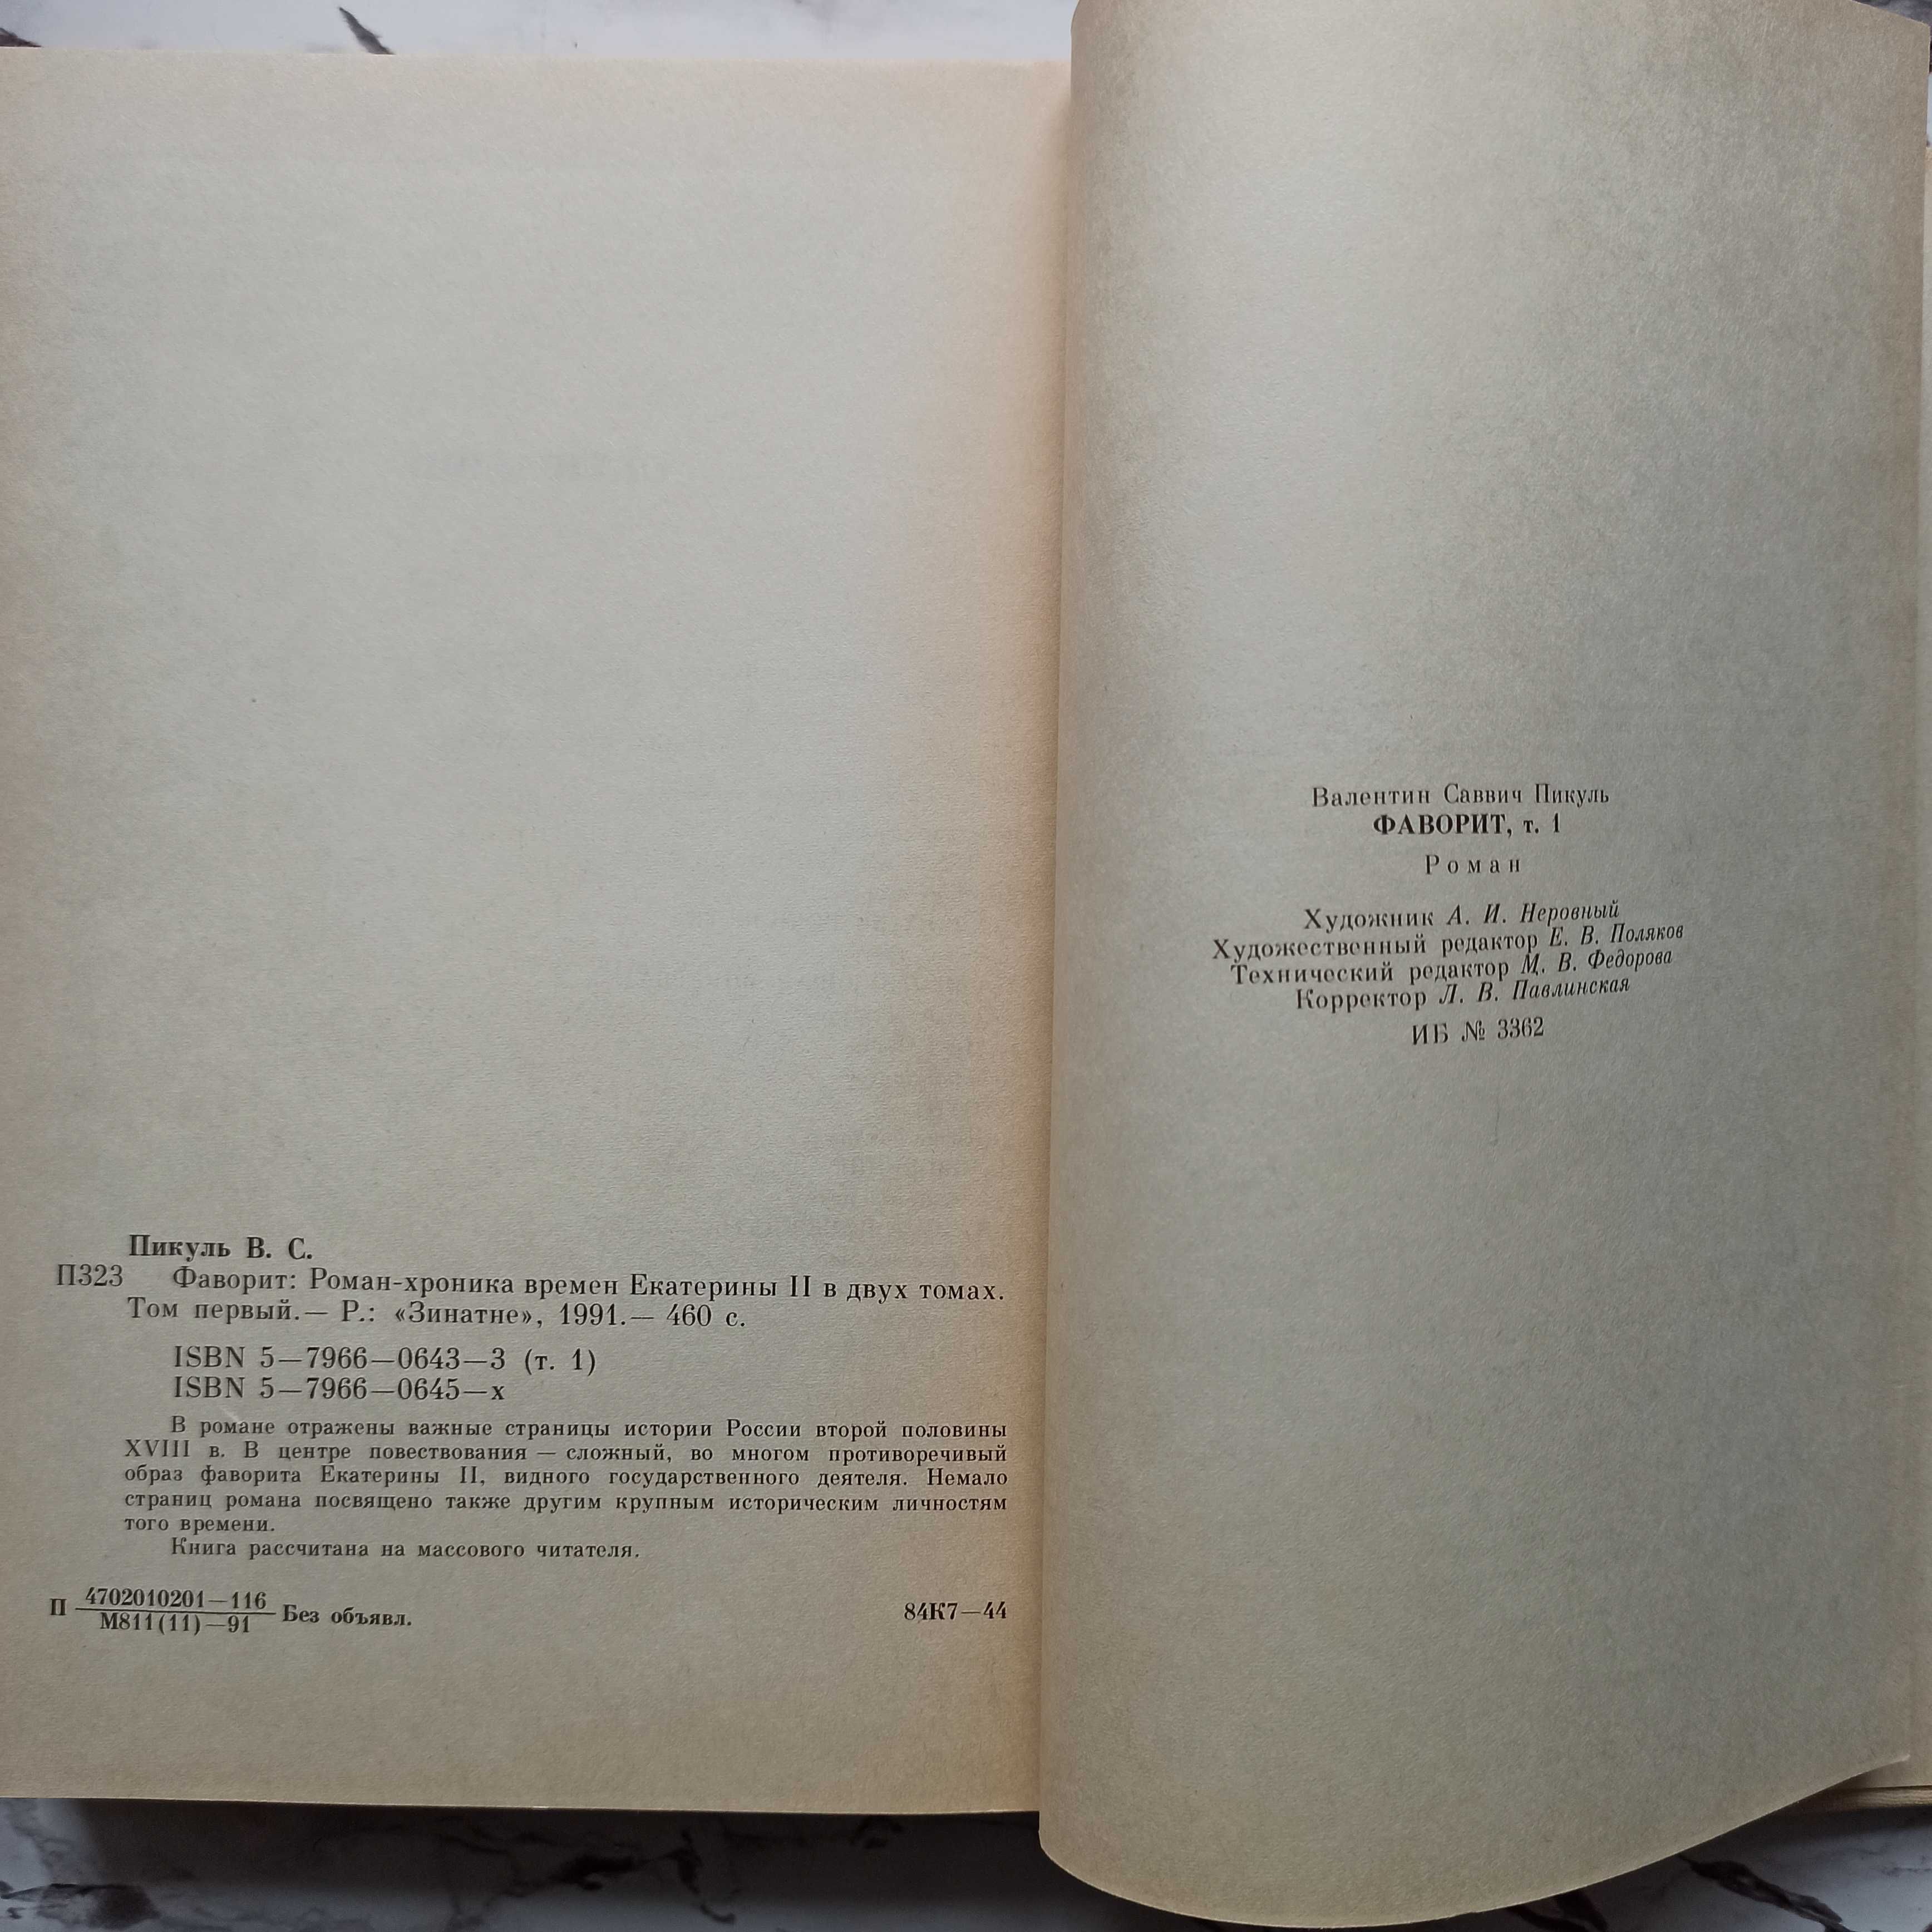 Пикуль В. С.
П323 Фаворит: Роман-хроника времен Екатерины II в двух томах.
Том первый.— Р.: «Зинатне», 1991.— 460 с.
ISBN 5—7966—0643—3 (т. 1)
ISBN 5—7966—0645—х
В романе отражены важные страницы истории России второй половины
XVIII в. В центре повествования — сложный, во многом противоречивый
образ фаворита Екатерины II, видного государственного деятеля. Немало
страниц романа посвящено также другим крупным историческим личностям
того времени.
Книга рассчитана на массового читателя.
4702010201—116
П Без объявл. 84К7—44
М811(11)—91
Валентин Саввич Пикуль
ФАВОРИТ, т. 1
Роман
Художник А. И. Неровный
Художественный редактор Е. В. Поляков
Технический редактор М. В. Федорова
Корректор Л. В. Павлинская
ИБ № 3362